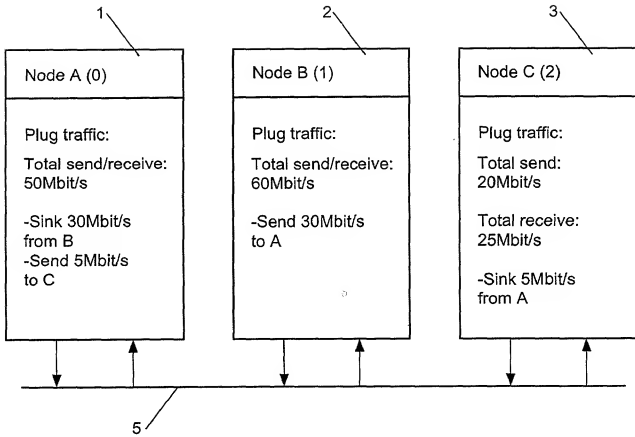 1
2
3
Node A (0)
Plug traffic:
Total send/receive:
50Mbit/s
-Sink 30Mbit/s
from B
-Send 5Mbit/s
to C
Node B (1)
Plug traffic:
Total send/receive:
60Mbit/s
-Send 30Mbit/s
to A
Node C (2)
Plug traffic:
Total send:
20Mbit/s
Total receive:
25Mbit/s
-Sink 5Mbit/s
from A
5